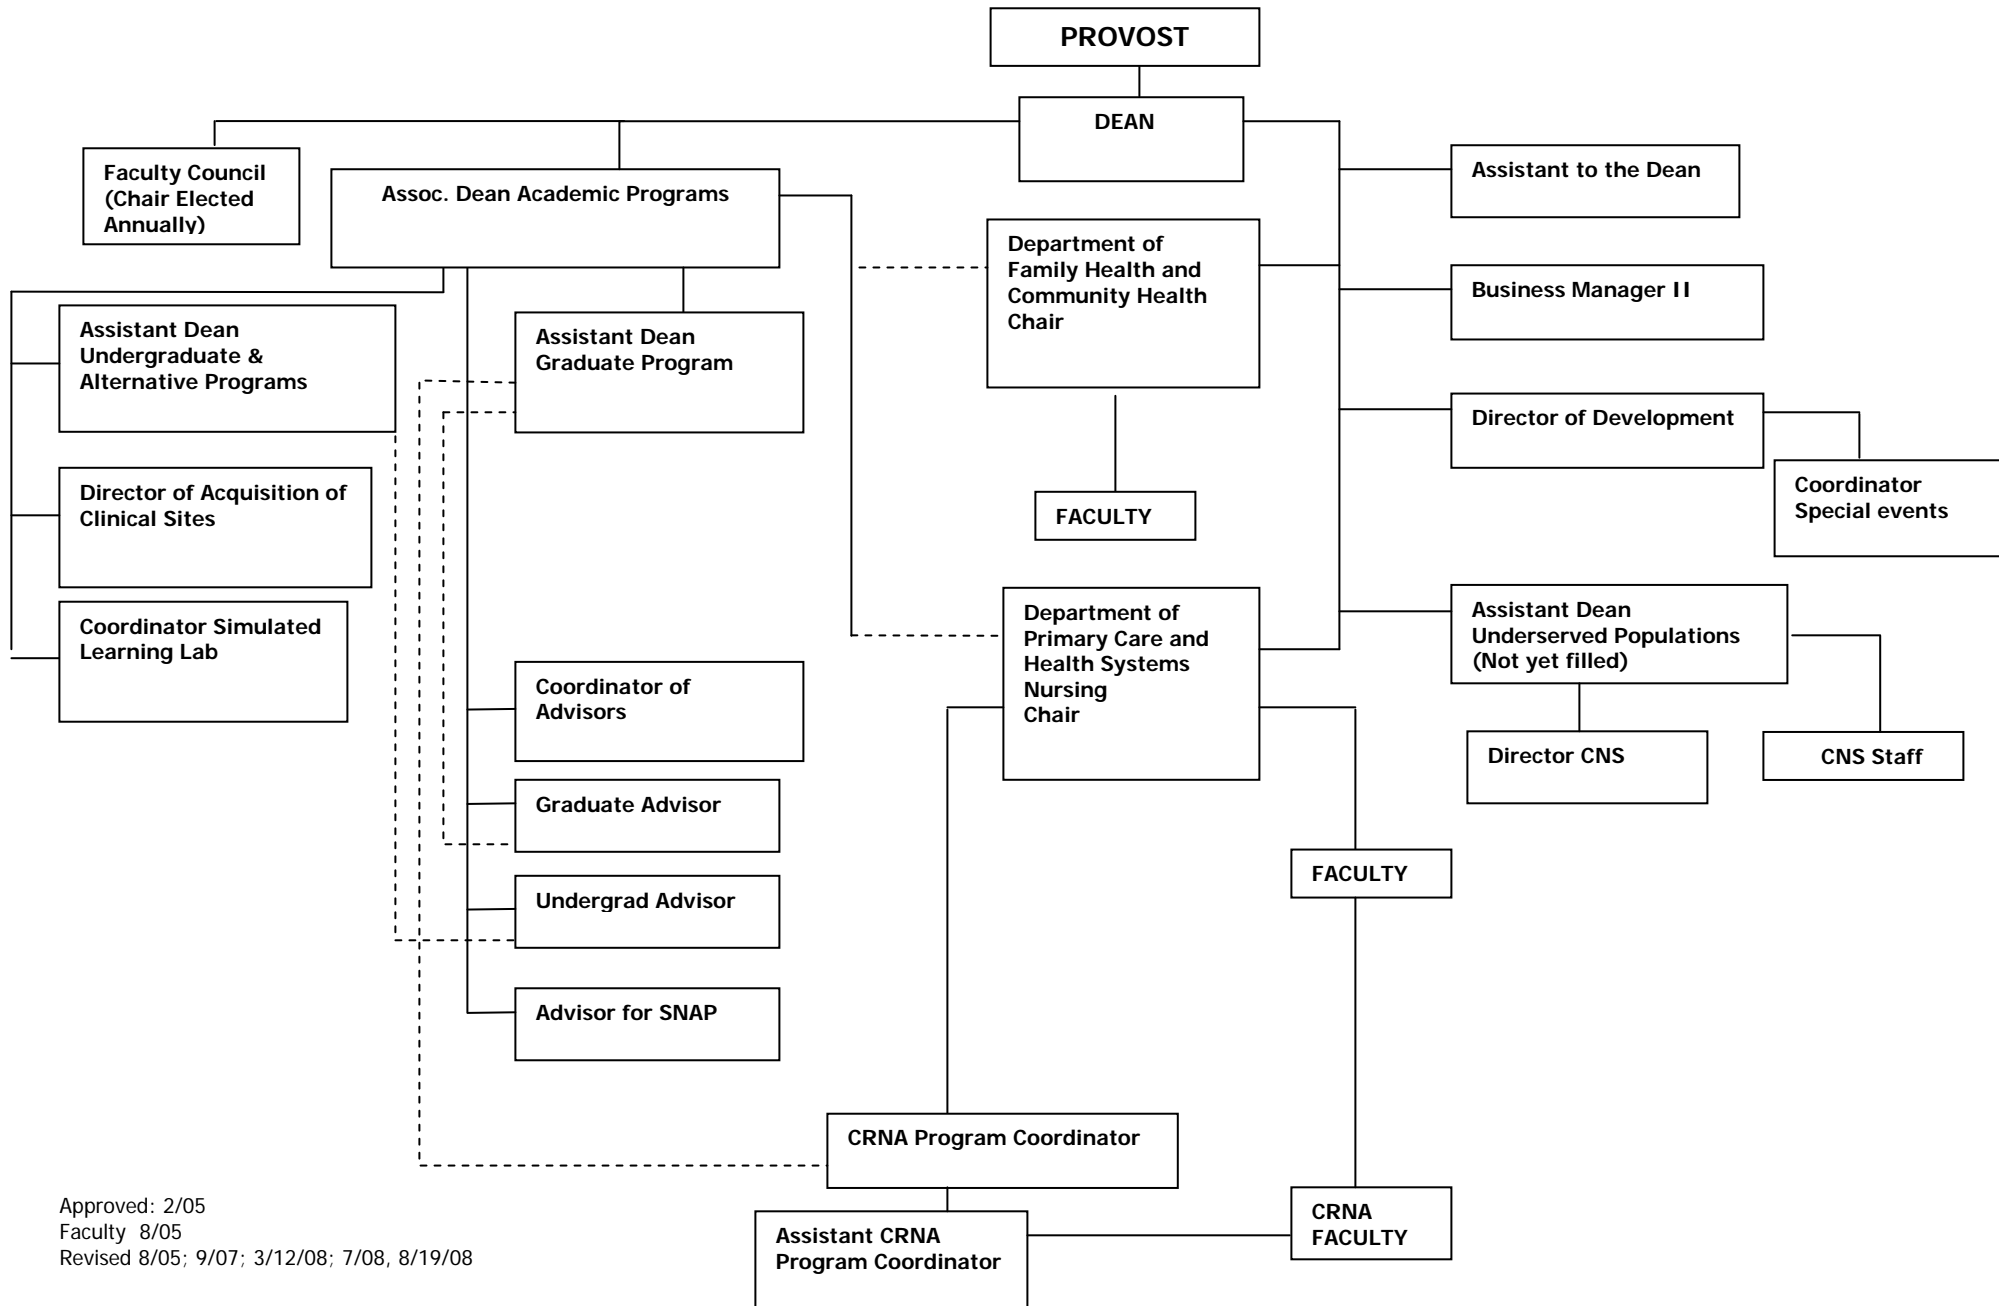 PROVOST
DEAN
Faculty Council
(Chair Elected
Annually)
Assoc. Dean Academic Programs
Assistant to the Dean
Department of
Family Health and
Community Health
Chair
Business Manager II
Assistant Dean
Undergraduate &
Alternative Programs
Assistant Dean
Graduate Program
Director of Development
Director of Acquisition of
Clinical Sites
FACULTY
Coordinator
Special events
Coordinator Simulated
Learning Lab
Department of
Primary Care and
Health Systems
Nursing
Chair
Assistant Dean
Underserved Populations
(Not yet filled)
Coordinator of
Advisors
Director CNS
CNS Staff
Graduate Advisor
FACULTY
Undergrad Advisor
Advisor for SNAP
CRNA Program Coordinator
Approved: 2/05
Faculty 8/05
Revised 8/05; 9/07; 3/12/08; 7/08, 8/19/08
Assistant CRNA
Program Coordinator
CRNA
FACULTY